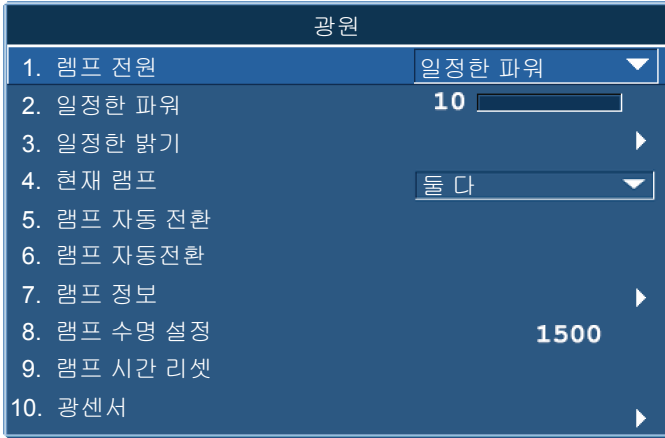 광원
1. 렘프 전원 일정한 파워
2. 일정한 파워 10
3. 일정한 밝기
4. 현재 램프 둘 다
5. 램프 자동 전환
6. 램프 자동전환
7. 램프 정보
8. 램프 수명 설정 1500
9. 램프 시간 리셋
10. 광센서